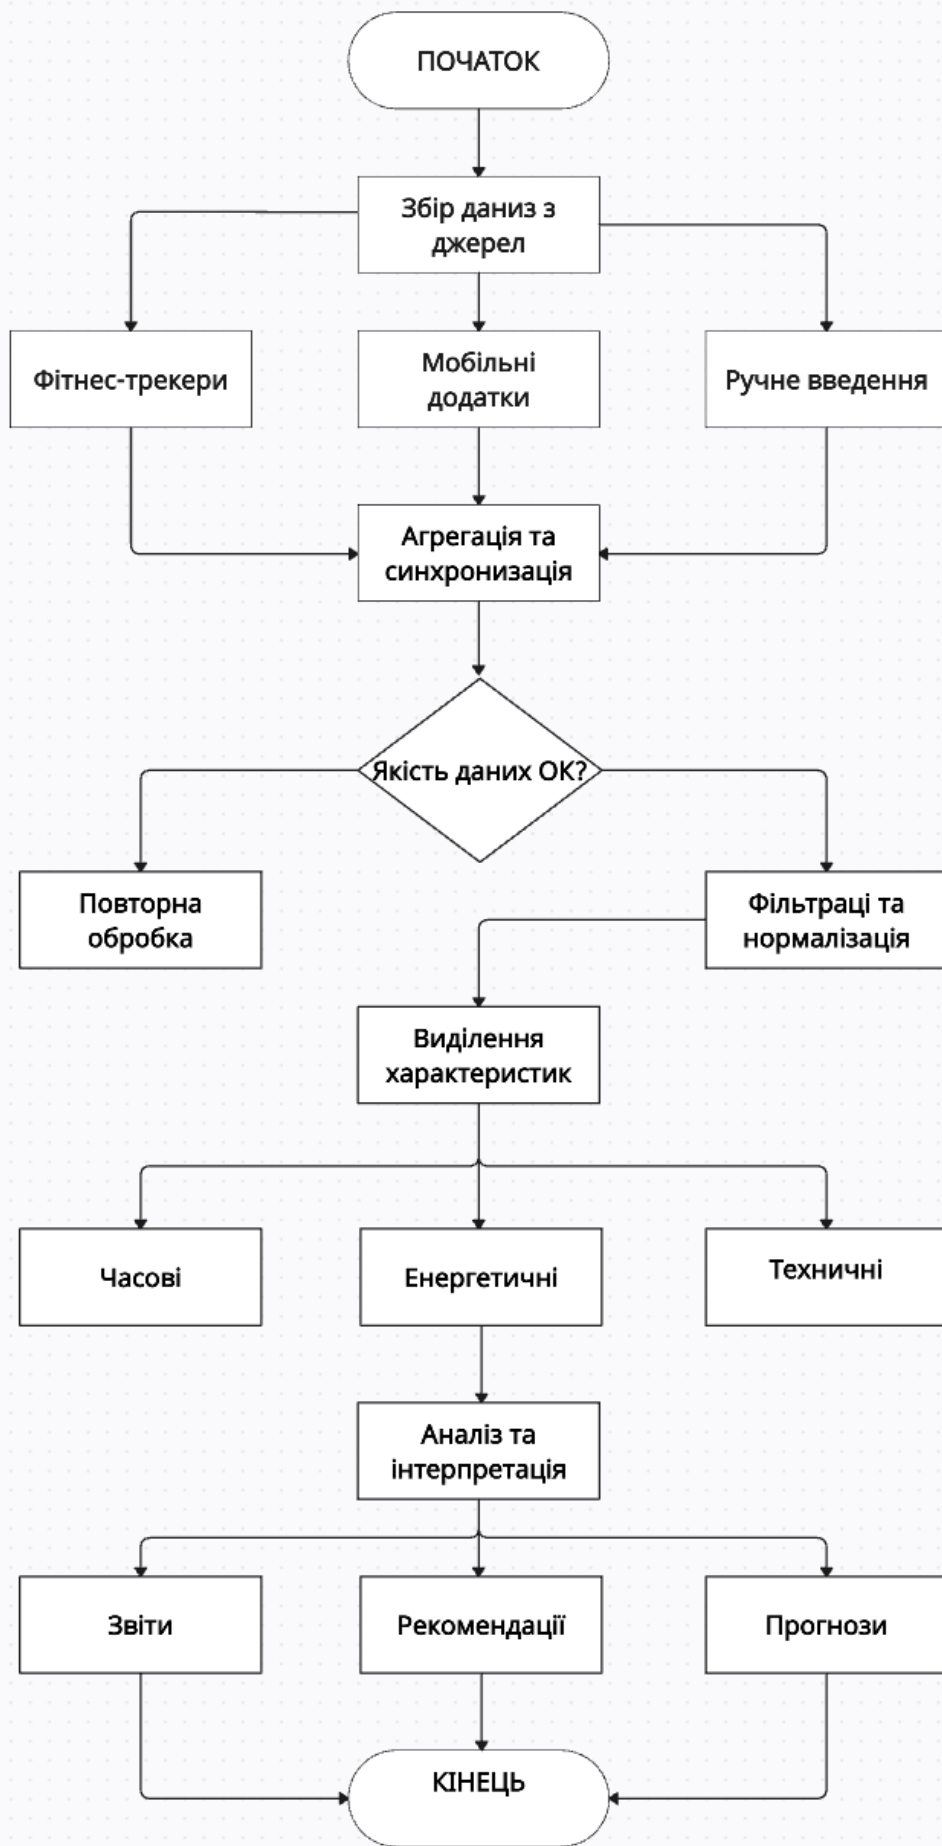 ПОЧАТОК
Збір даниз з
джерел
Фітнес-трекери
Мобільні
додатки
Ручне введення
Агрегація та
синхронизація
Якість даних ОК?
Повторна
обробка
Фільтраці та
нормалізація
Виділення
характеристик
Часові
Енергетичні
Техничні
Аналіз та
інтерпретація
Звіти
Рекомендації
Прогнози
КІНЕЦЬ